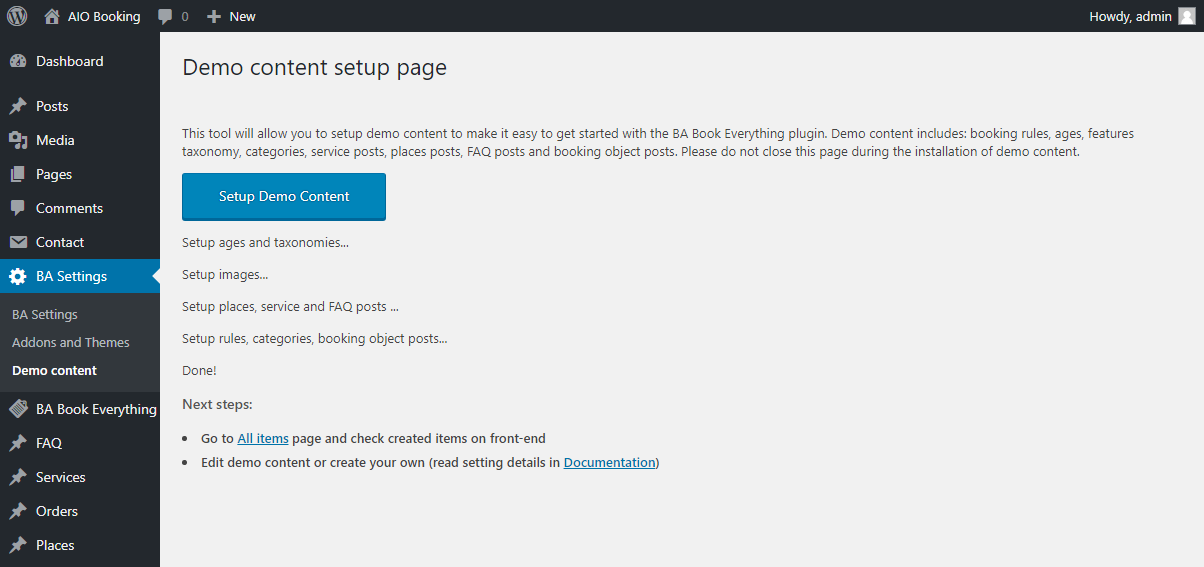 AIO Booking 0 New Howdy, admin
Dashboard
Posts
Media
Pages
Comments
Contact
BA Settings
BA Settings
Addons and Themes
Demo content
BA Book Everything
FAQ
Services
Orders
Places
Demo content setup page
This tool will allow you to setup demo content to make it easy to get started with the BA Book Everything plugin. Demo content includes: booking rules, ages, features
taxonomy, categories, service posts, places posts, FAQ posts and booking object posts. Please do not close this page during the installation of demo content.
Setup Demo Content
Setup ages and taxonomies...
Setup images...
Setup places, service and FAQ posts ...
Setup rules, categories, booking object posts...
Done!
Next steps:
Go to All items page and check created items on front-end
Edit demo content or create your own (read setting details in Documentation)